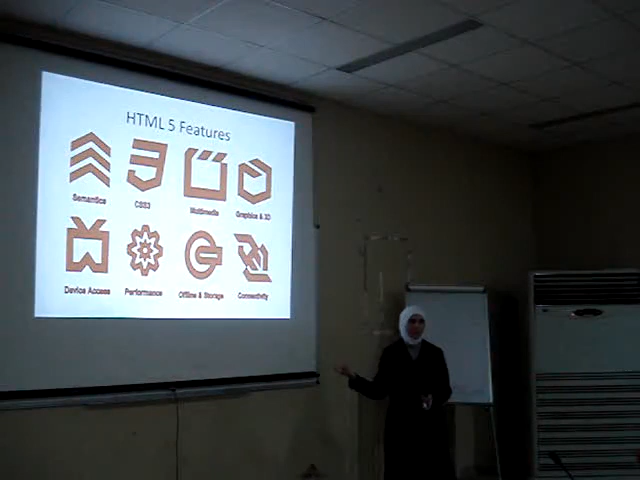 HTML 5 Features
Semantics CSS3 Multimedia Graphics & 3D
Device Access Performance Offline & Storage Connectivity